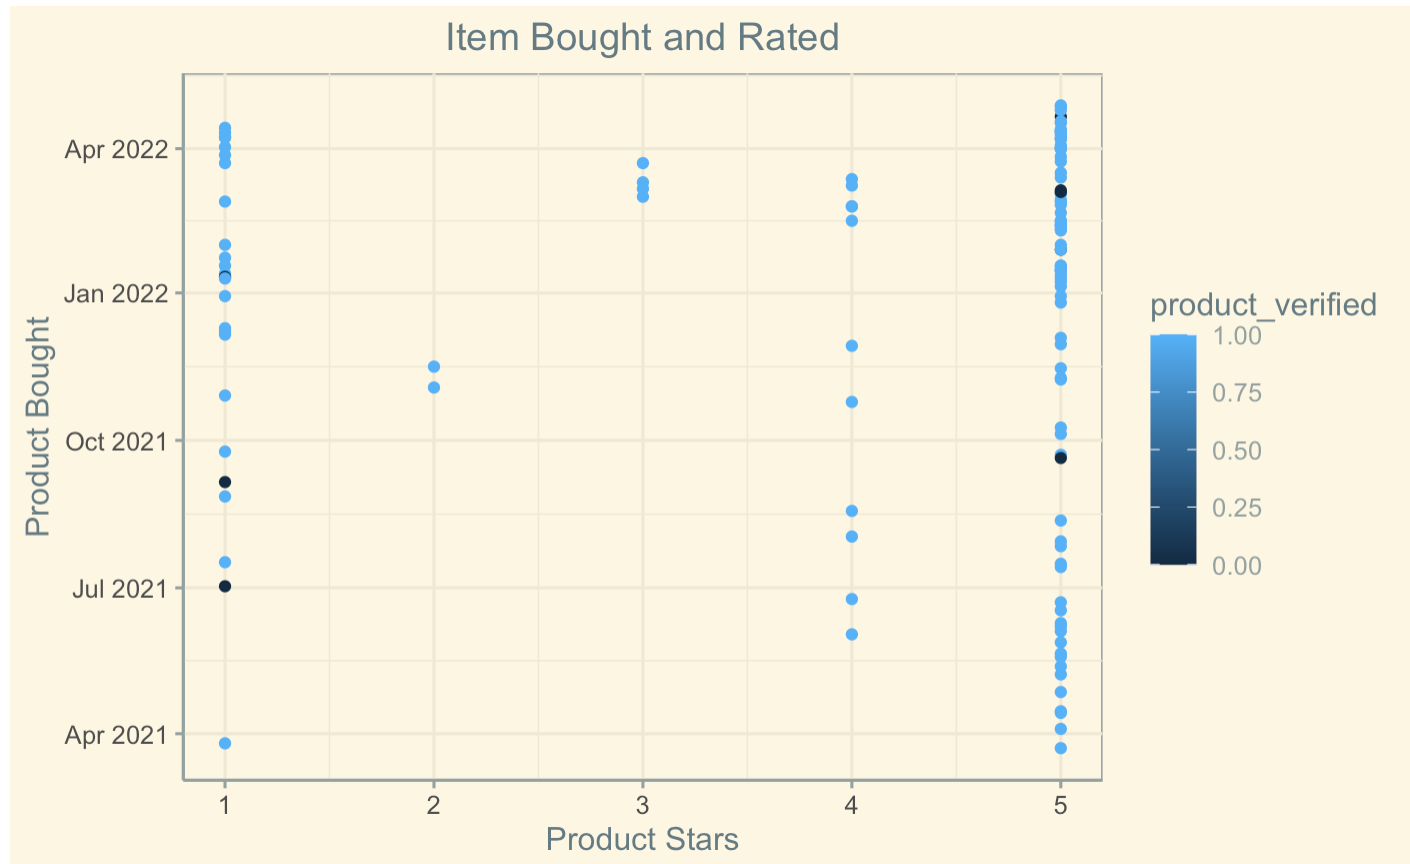 Item Bought and Rated
Product Bought
Apr 2022
Jan 2022
Oct 2021
Jul 2021
Apr 2021
1 2 3 4 5
Product Stars
product_verified
1.00
0.75
0.50
0.25
0.00